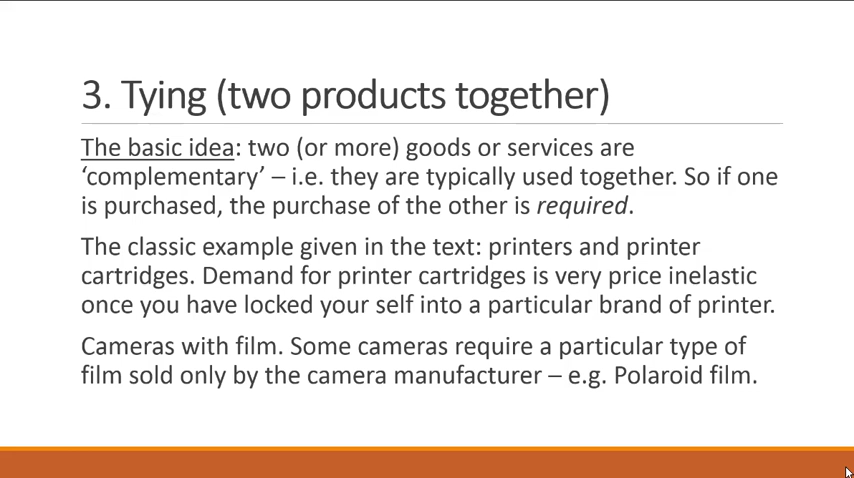 3. Tying (two products together)
The basic idea: two (or more) goods or services are
‘complementary’ – i.e. they are typically used together. So if one
is purchased, the purchase of the other is required.
The classic example given in the text: printers and printer
cartridges. Demand for printer cartridges is very price inelastic
once you have locked your self into a particular brand of printer.
Cameras with film. Some cameras require a particular type of
film sold only by the camera manufacturer – e.g. Polaroid film.